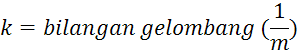 k = bilangan gelombang (1/m)